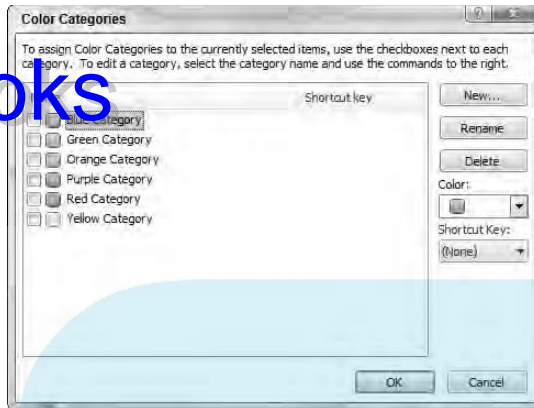 Color Categories
To assign Color Categories to the currently selected items, use the checkboxes next to each
category. To edit a category, select the category name and use the commands to the right.
oks
Shortcut key
New...
Blue Category
Rename
Green Category
Orange Category
Delete
Purple Category
Color:
Red Category
Yellow Category
Shortcut Key:
(None)
OK
Cancel